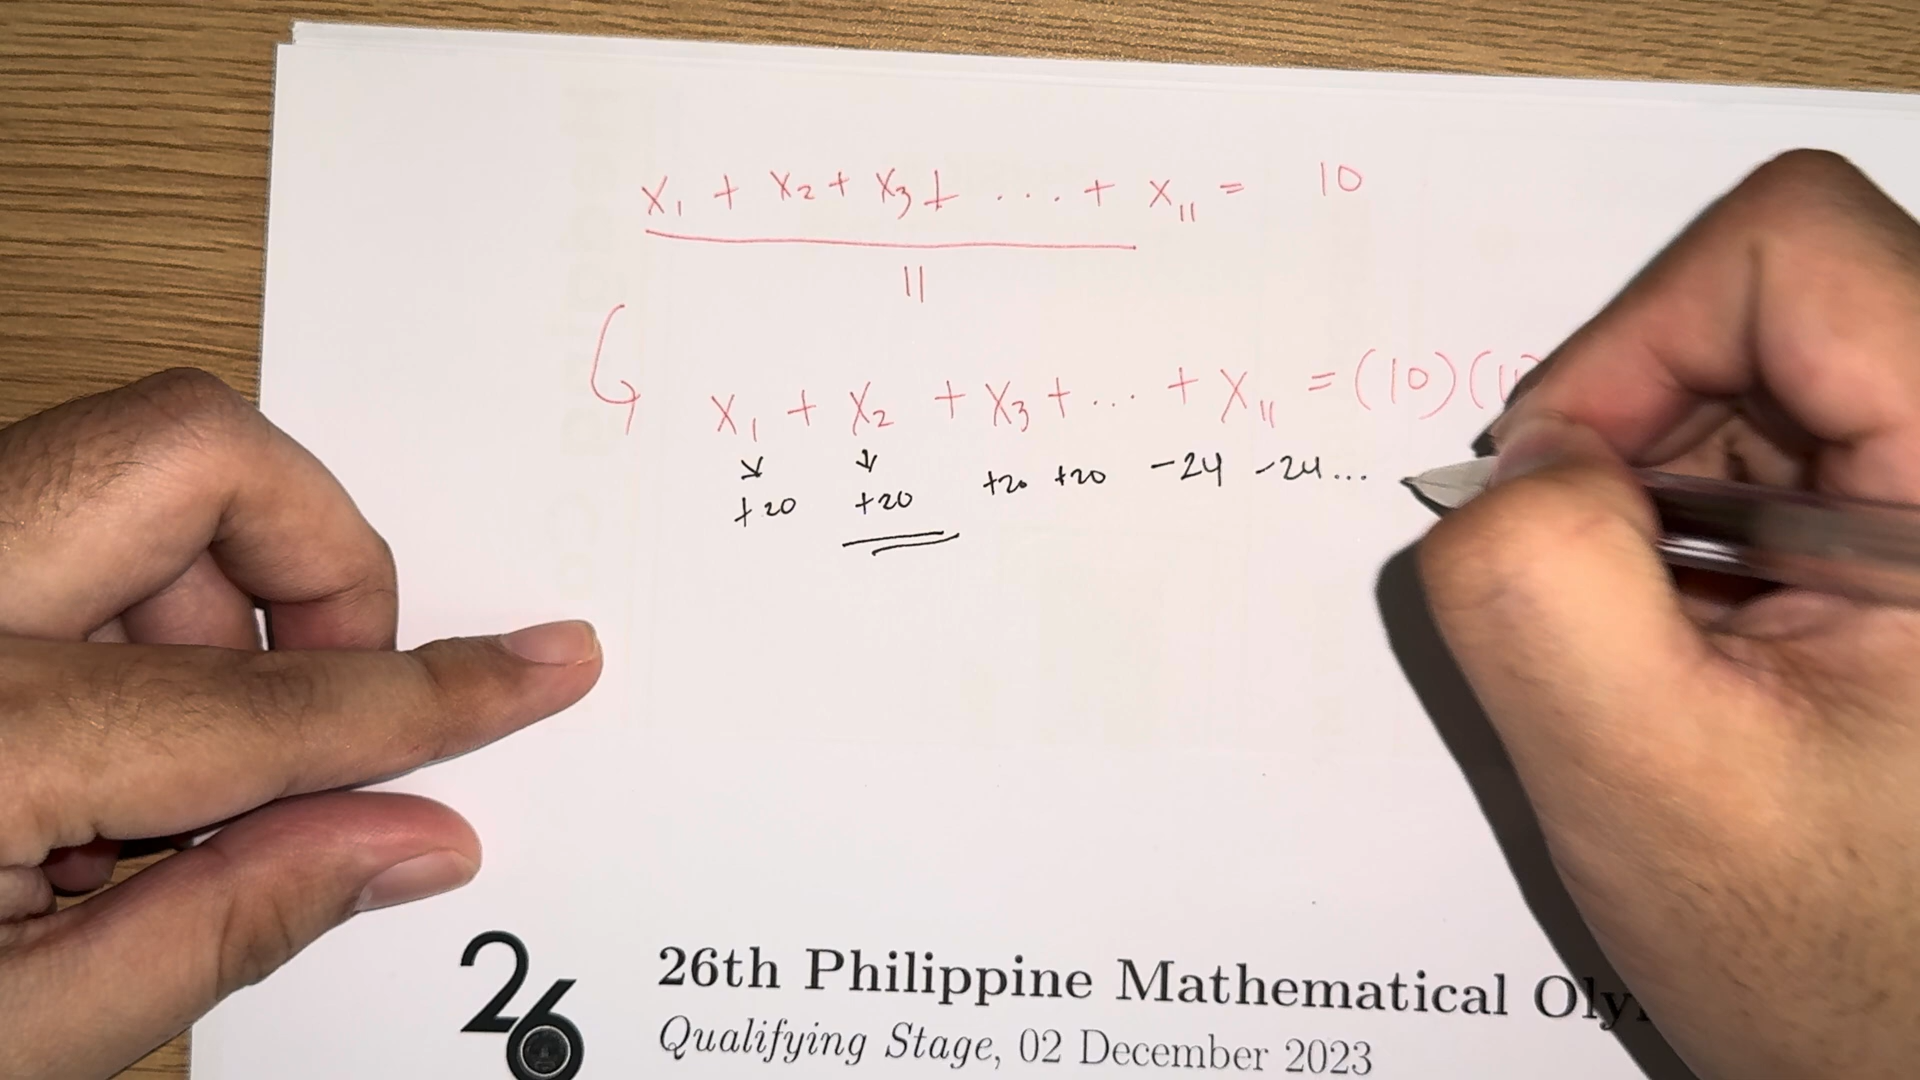 x₁ + x₂ + x₃ + ... + x₁₁ = 10
11
x₁ + x₂ + x₃ + ... + x₁₁ = (10)(
+20 +20 +20 +20 -24 -24...
26
26th Philippine Mathematical
Qualifying Stage, 02 December 2023